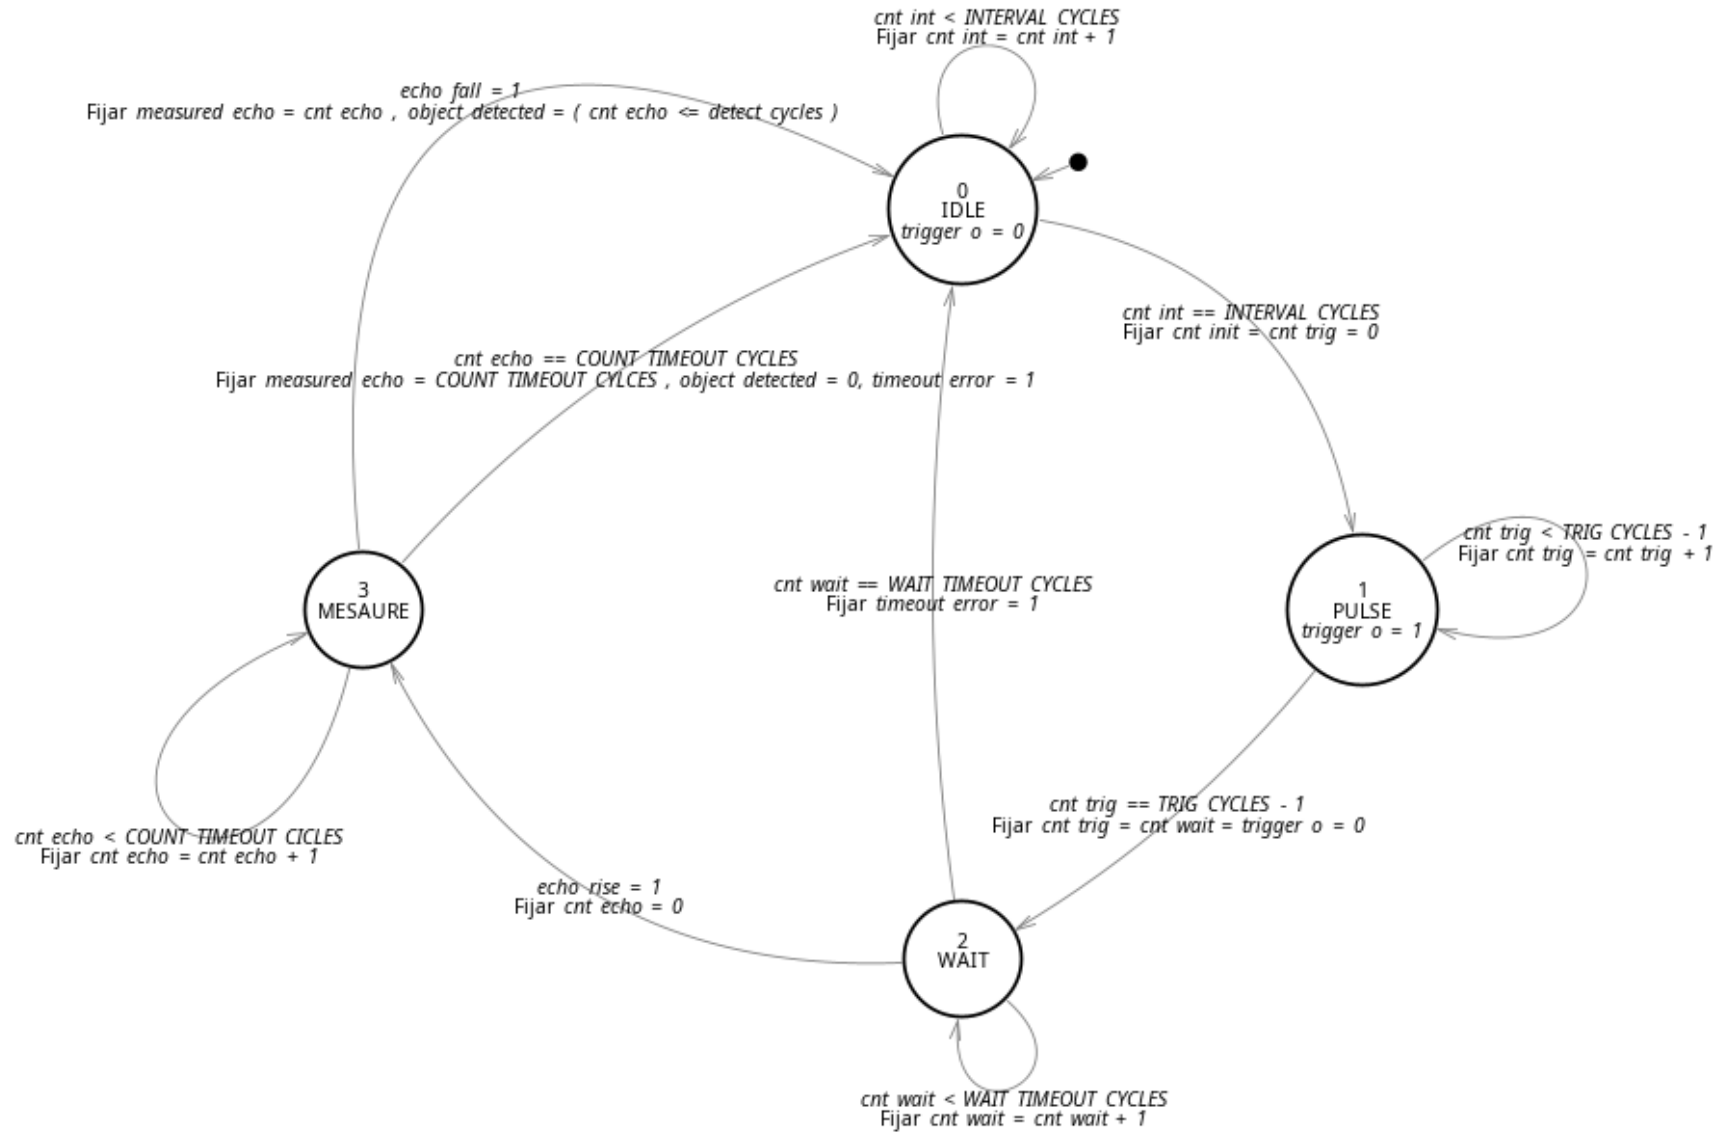 cnt int < INTERVAL CYCLES
Fijar cnt int = cnt int + 1
echo fall = 1
Fijar measured echo = cnt echo , object detected = ( cnt echo <= detect cycles )
0
IDLE
trigger o = 0
cnt int == INTERVAL CYCLES
Fijar cnt init = cnt trig = 0
cnt echo == COUNT TIMEOUT CYCLES
Fijar measured echo = COUNT TIMEOUT CYLCES , object detected = 0, timeout error = 1
cnt trig < TRIG CYCLES - 1
Fijar cnt trig = cnt trig + 1
cnt wait == WAIT TIMEOUT CYCLES
Fijar timeout error = 1
3
MESAURE
1
PULSE
trigger o = 1
cnt trig == TRIG CYCLES - 1
Fijar cnt trig = cnt wait = trigger o = 0
cnt echo < COUNT TIMEOUT CICLES
Fijar cnt echo = cnt echo + 1
echo rise = 1
Fijar cnt echo = 0
2
WAIT
cnt wait < WAIT TIMEOUT CYCLES
Fijar cnt wait = cnt wait + 1